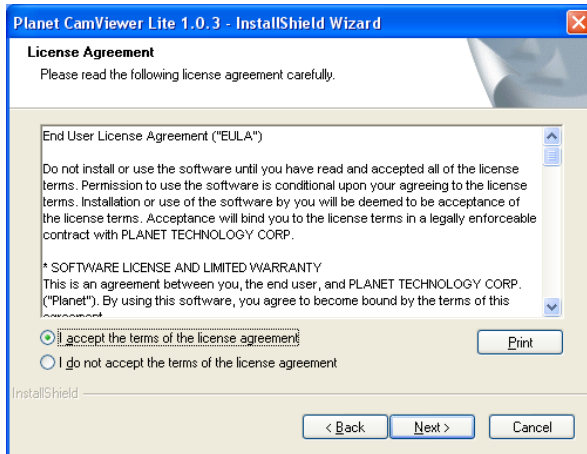 Planet CamViewer Lite 1.0.3 - InstallShield Wizard
License Agreement
Please read the following license agreement carefully.
End User License Agreement ("EULA")
Do not install or use the software until you have read and accepted all of the license
terms. Permission to use the software is conditional upon your agreeing to the license
terms. Installation or use of the software by you will be deemed to be acceptance of
the license terms. Acceptance will bind you to the license terms in a legally enforceable
contract with PLANET TECHNOLOGY CORP.
* SOFTWARE LICENSE AND LIMITED WARRANTY
This is an agreement between you, the end user, and PLANET TECHNOLOGY CORP.
("Planet"). By using this software, you agree to become bound by the terms of this
agreement.
I accept the terms of the license agreement
Print
I do not accept the terms of the license agreement
InstallShield
< Back
Next >
Cancel